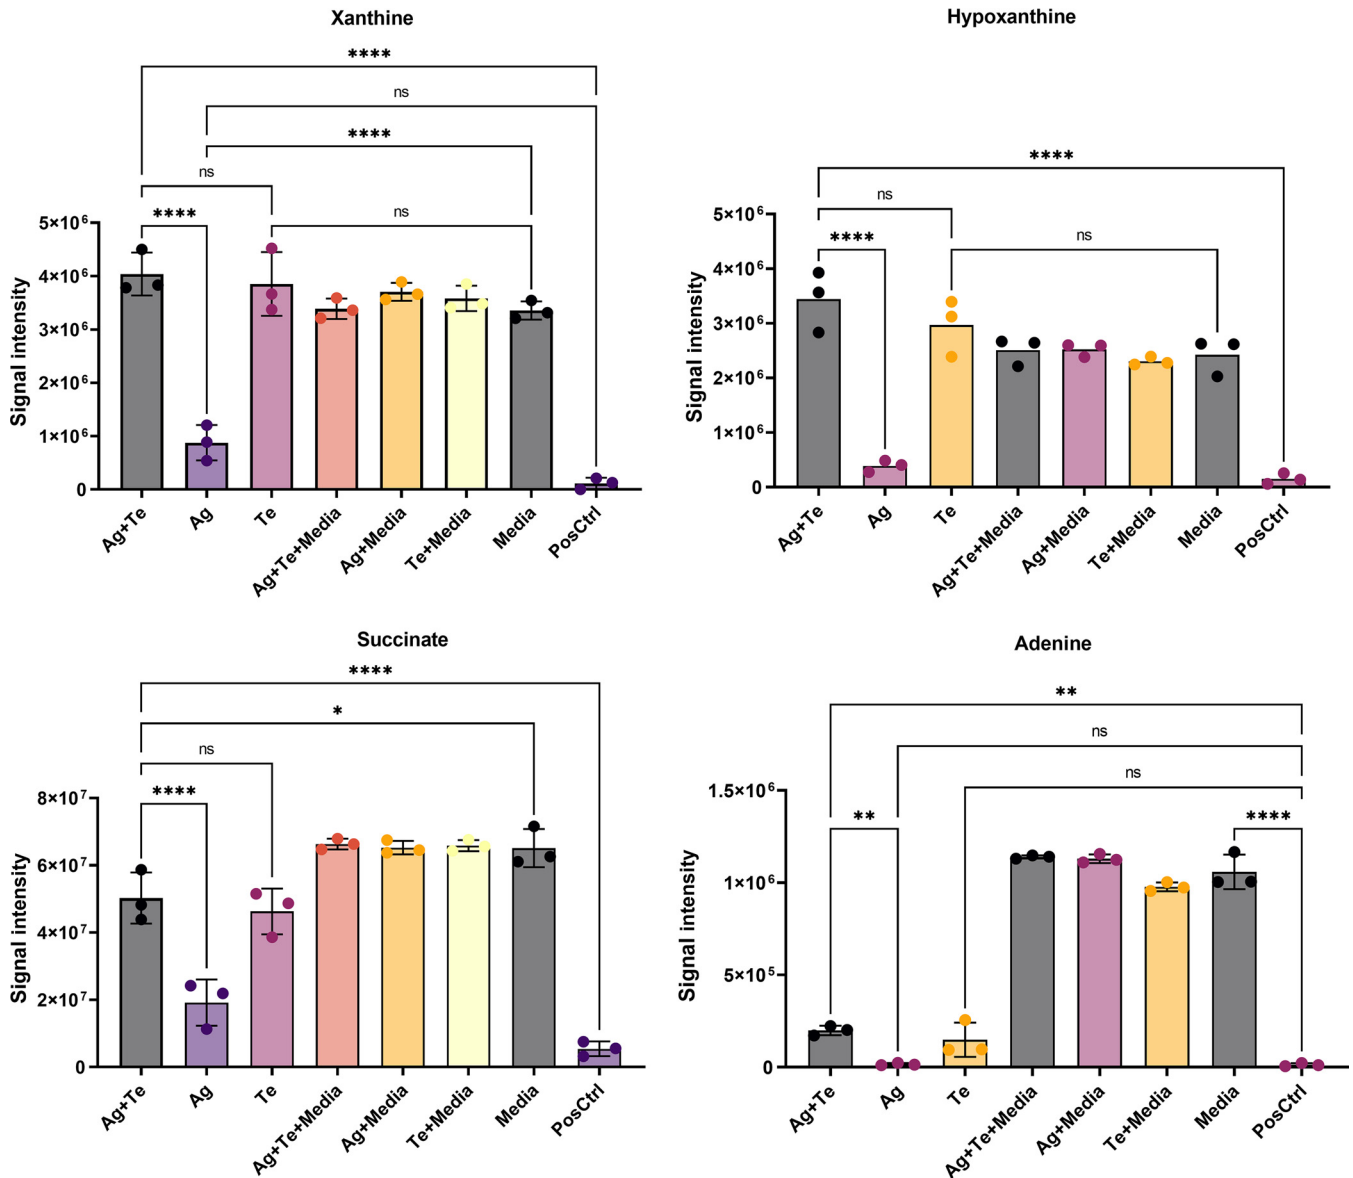 Xanthine
****
ns
****
ns
****
ns
Signal intensity
5×10⁶
4×10⁶
3×10⁶
2×10⁶
1×10⁶
0
Ag+Te
Ag
Te
Ag+Te+Media
Ag+Media
Te+Media
Media
PosCtrl
Hypoxanthine
****
ns
****
ns
Signal intensity
5×10⁶
4×10⁶
3×10⁶
2×10⁶
1×10⁶
0
Ag+Te
Ag
Te
Ag+Te+Media
Ag+Media
Te+Media
Media
PosCtrl
Succinate
****
*
ns
****
Signal intensity
8×10⁷
6×10⁷
4×10⁷
2×10⁷
0
Ag+Te
Ag
Te
Ag+Te+Media
Ag+Media
Te+Media
Media
PosCtrl
Adenine
**
ns
ns
** ****
Signal intensity
1.5×10⁶
1×10⁶
5×10⁵
0
Ag+Te
Ag
Te
Ag+Te+Media
Ag+Media
Te+Media
Media
PosCtrl